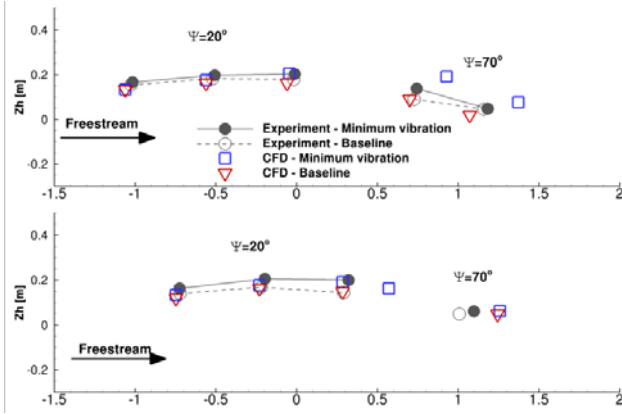 Ψ=20°
Ψ=70°
Zh [m]
0.4
0.2
0
-0.2
Freestream
Experiment - Minimum vibration
Experiment - Baseline
CFD - Minimum vibration
CFD - Baseline
-1.5 -1 -0.5 0 0.5 1 1.5 2
Ψ=20°
Ψ=70°
Zh [m]
0.4
0.2
0
0.2
Freestream
-1.5 -1 -0.5 0 0.5 1 1.5 2